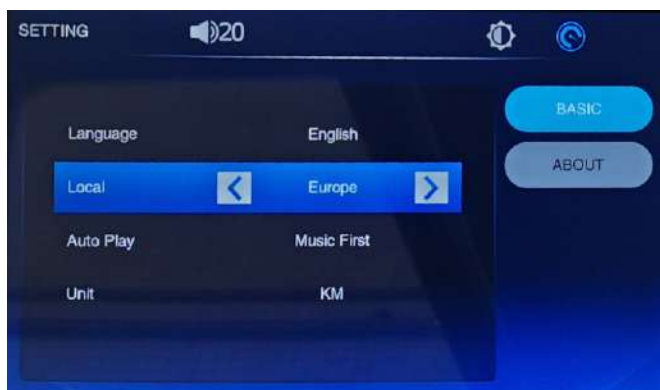 SETTING
20
BASIC
Language English
ABOUT
Local Europe
Auto Play Music First
Unit KM